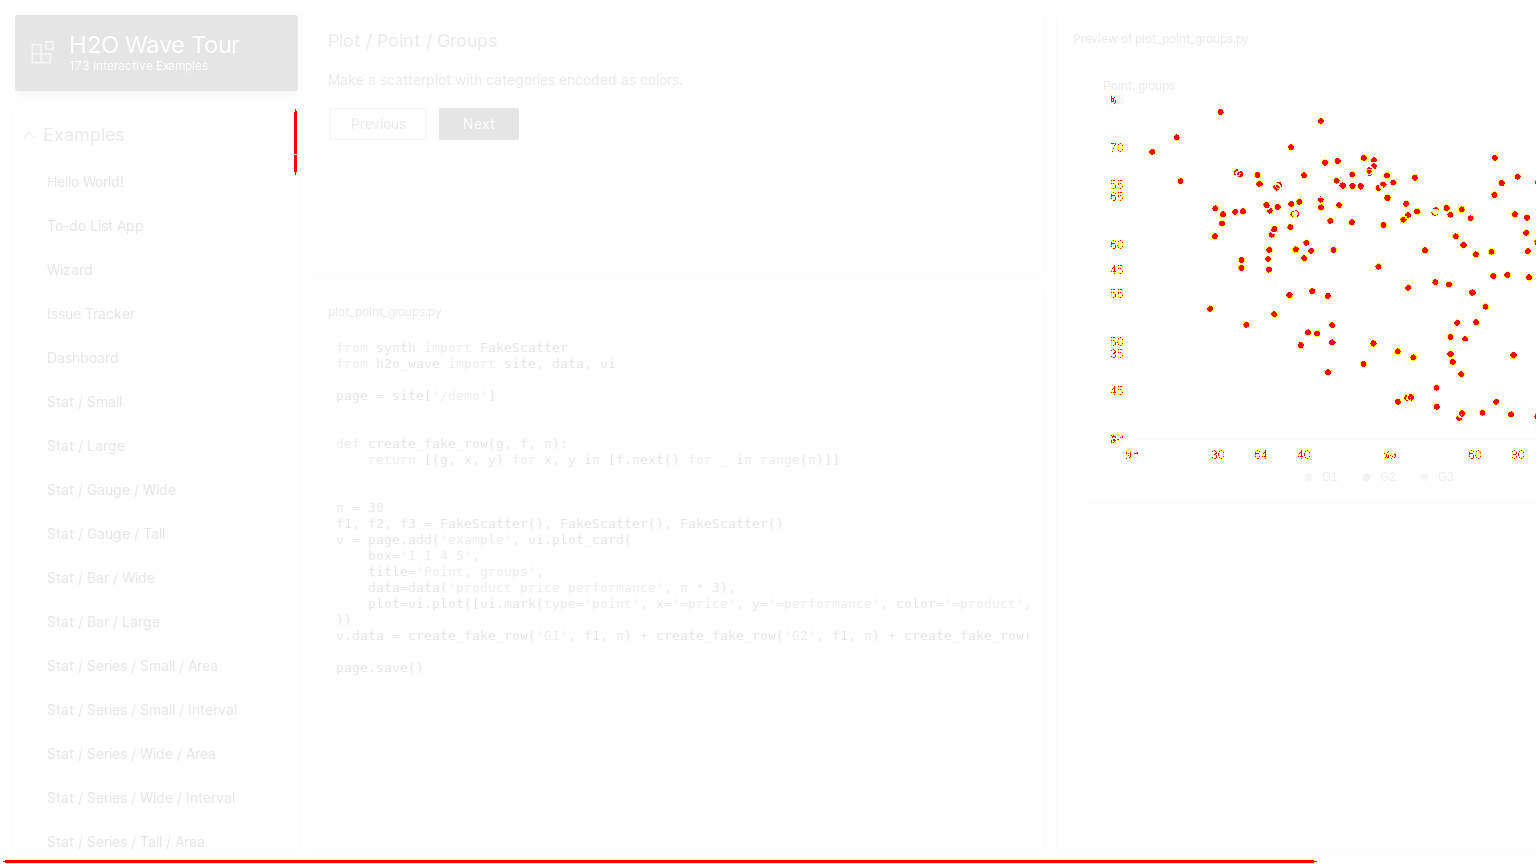 H2O Wave Tour
173 Interactive Examples
Examples
Hello World!
To-do List App
Wizard
Issue Tracker
Dashboard
Stat / Small
Stat / Large
Stat / Gauge / Wide
Stat / Gauge / Tall
Stat / Bar / Wide
Stat / Bar / Large
Stat / Series / Small / Area
Stat / Series / Small / Interval
Stat / Series / Wide / Area
Stat / Series / Wide / Interval
Stat / Series / Tall / Area
Plot / Point / Groups
Make a scatterplot with categories encoded as colors.
Previous Next
plot_point_groups.py
from synth import FakeScatter
from h2o_wave import site, data, ui
page = site['/demo']
def create_fake_row(g, f, n):
return [(g, x, y) for x, y in [f.next() for _ in range(n)]]
n = 30
f1, f2, f3 = FakeScatter(), FakeScatter(), FakeScatter()
v = page.add('example', ui.plot_card(
box='1 1 4 5',
title='Point, groups',
data=data('product price performance', n * 3),
plot=ui.plot([ui.mark(type='point', x='=price', y='=performance', color='=product',
))
v.data = create_fake_row('G1', f1, n) + create_fake_row('G2', f1, n) + create_fake_row(
page.save()
Preview of plot_point_groups.py
Point, groups
70
65
60
45
55
50
35
45
30 64 40 60 80
G1 G2 G3